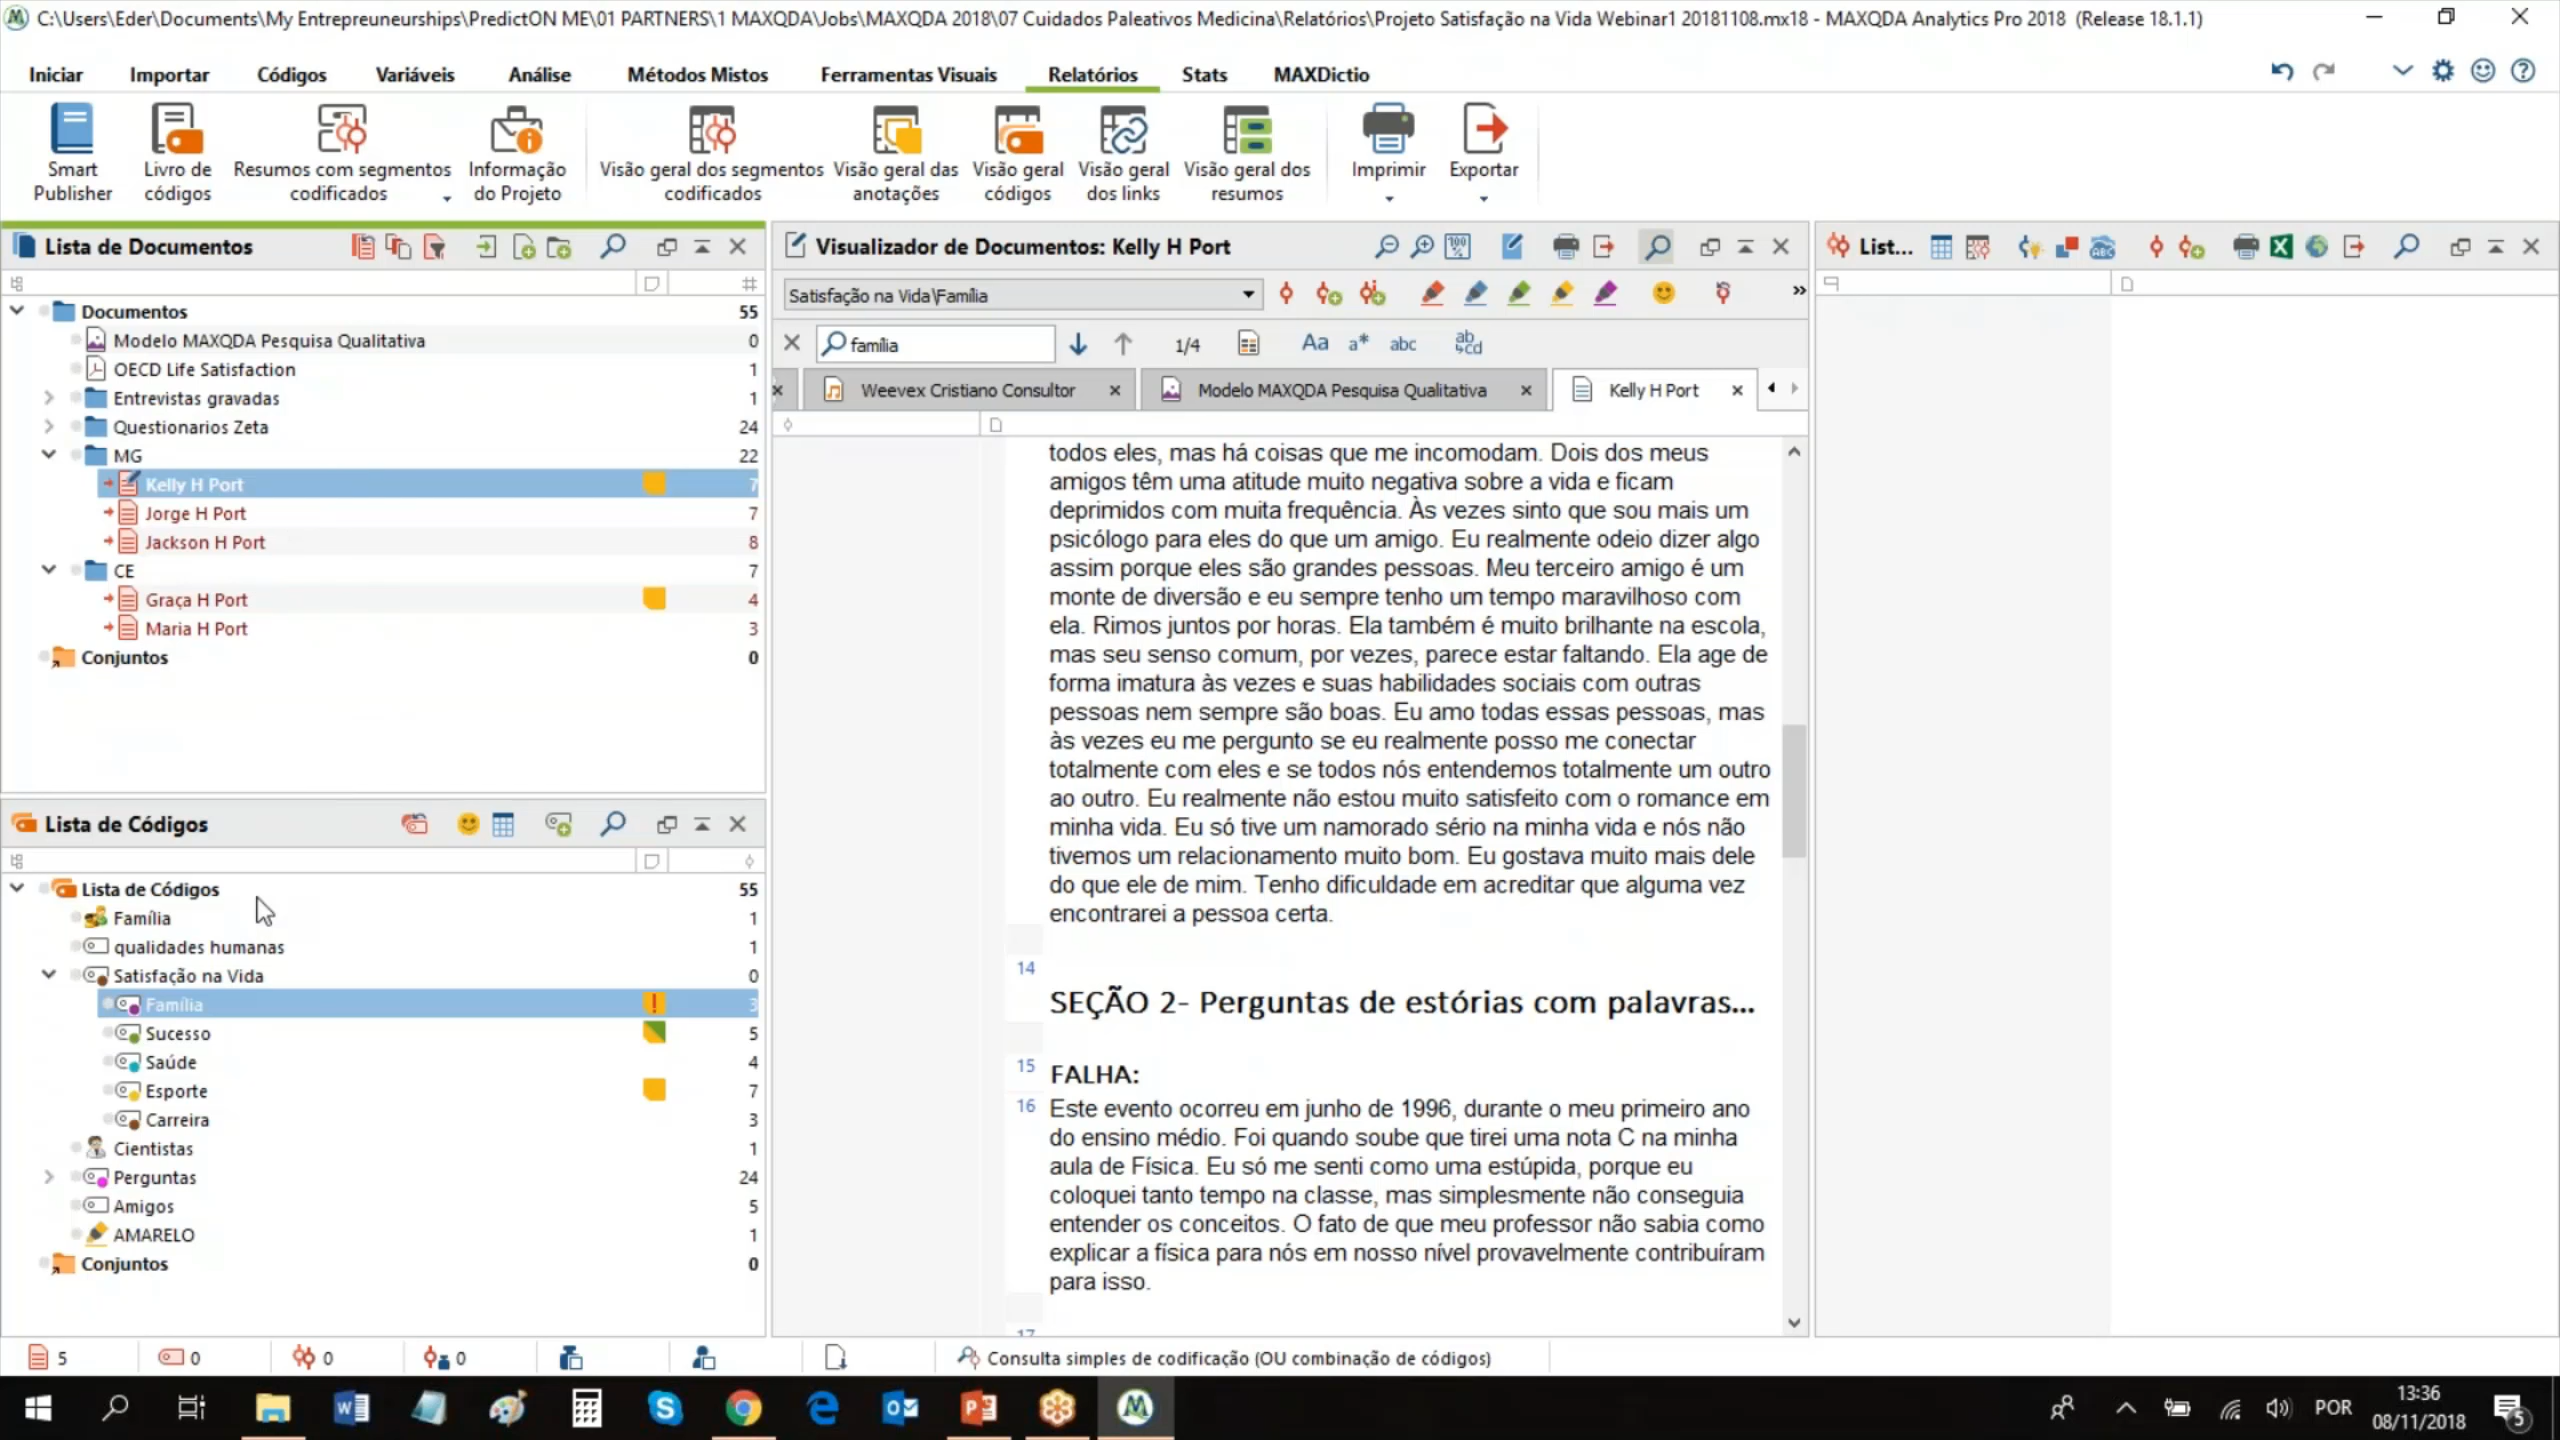 C:\Users\Eder\Documents\My Entrepreuneurships\PredictON ME\01 PARTNERS\1 MAXQDA\Jobs\MAXQDA 2018\07 Cuidados Paleativos Medicina\Relatórios\Projeto Satisfação na Vida Webinar1 20181108.mx18 - MAXQDA Analytics Pro 2018 (Release 18.1.1)
Iniciar Importar Códigos Variáveis Análise Métodos Mistos Ferramentas Visuais Relatórios Stats MAXDictio
Smart Publisher
Livro de códigos
Resumos com segmentos codificados
Informação do Projeto
Visão geral dos segmentos codificados
Visão geral das anotações
Visão geral códigos
Visão geral dos links
Visão geral dos resumos
Imprimir
Exportar
Lista de Documentos
Documentos 55
Modelo MAXQDA Pesquisa Qualitativa 0
OECD Life Satisfaction 1
Entrevistas gravadas 1
Questionarios Zeta 24
MG 22
Kelly H Port 7
Jorge H Port 7
Jackson H Port 8
CE 7
Graça H Port 4
Maria H Port 3
Conjuntos 0
Lista de Códigos
Lista de Códigos 55
Família 1
qualidades humanas 1
Satisfação na Vida 0
Família 3
Sucesso 5
Saúde 4
Esporte 7
Carreira 3
Cientistas 1
Perguntas 24
Amigos 5
AMARELO 1
Conjuntos 0
Visualizador de Documentos: Kelly H Port
100 %
Satisfação na Vida\Família
»
família 1/4 Aa a* abc ab cd
Weevex Cristiano Consultor Modelo MAXQDA Pesquisa Qualitativa Kelly H Port
todos eles, mas há coisas que me incomodam. Dois dos meus
amigos têm uma atitude muito negativa sobre a vida e ficam
deprimidos com muita frequência. Às vezes sinto que sou mais um
psicólogo para eles do que um amigo. Eu realmente odeio dizer algo
assim porque eles são grandes pessoas. Meu terceiro amigo é um
monte de diversão e eu sempre tenho um tempo maravilhoso com
ela. Rimos juntos por horas. Ela também é muito brilhante na escola,
mas seu senso comum, por vezes, parece estar faltando. Ela age de
forma imatura às vezes e suas habilidades sociais com outras
pessoas nem sempre são boas. Eu amo todas essas pessoas, mas
às vezes eu me pergunto se eu realmente posso me conectar
totalmente com eles e se todos nós entendemos totalmente um outro
ao outro. Eu realmente não estou muito satisfeito com o romance em
minha vida. Eu só tive um namorado sério na minha vida e nós não
tivemos um relacionamento muito bom. Eu gostava muito mais dele
do que ele de mim. Tenho dificuldade em acreditar que alguma vez
encontrarei a pessoa certa.
14
SEÇÃO 2- Perguntas de estórias com palavras...
15 FALHA:
16 Este evento ocorreu em junho de 1996, durante o meu primeiro ano
do ensino médio. Foi quando soube que tirei uma nota C na minha
aula de Física. Eu só me senti como uma estúpida, porque eu
coloquei tanto tempo na classe, mas simplesmente não conseguia
entender os conceitos. O fato de que meu professor não sabia como
explicar a física para nós em nosso nível provavelmente contribuíram
para isso.
17
List...
5 0 0 0 Consulta simples de codificação (OU combinação de códigos)
POR
13:36
08/11/2018
5